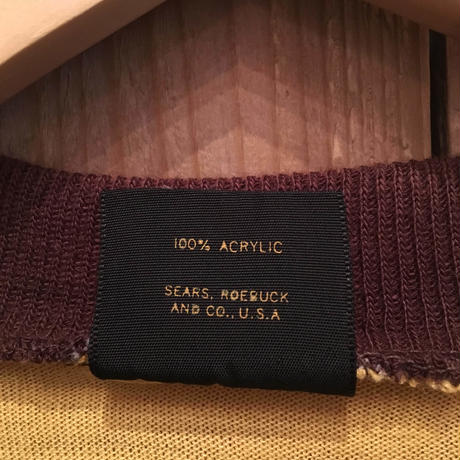 100% ACRYLIC
SEARS, ROEBUCK
AND CO., U.S.A